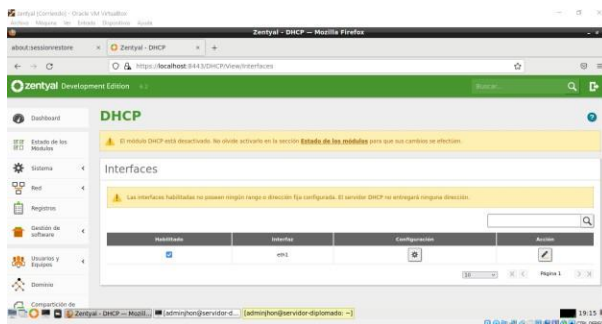 zentyal (Corriendo) - Oracle VM VirtualBox
Archivo Máquina Ver Entrada Dispositivos Ayuda
Zentyal - DHCP — Mozilla Firefox
about:sessionrestore
Zentyal - DHCP
https://localhost:8443/DHCP/View/Interfaces
zentyal Development Edition
Buscar...
Dashboard
DHCP
Estado de los Módulos
El módulo DHCP está desactivado. No olvide activarlo en la sección Estado de los módulos para que sus cambios se efectúen.
Sistema
Interfaces
Red
Las interfaces habilitadas no poseen ningún rango o dirección fija configurada. El servidor DHCP no entregará ninguna dirección.
Registros
Gestión de software
Habilitado Interfaz Configuración Acción
eth1
Usuarios y Equipos
10 Página 1
Dominio
Compartición de
Zentyal - DHCP — Mozill... [adminjhon@servidor-d... [adminjhon@servidor-diplomado: ~] 19:15